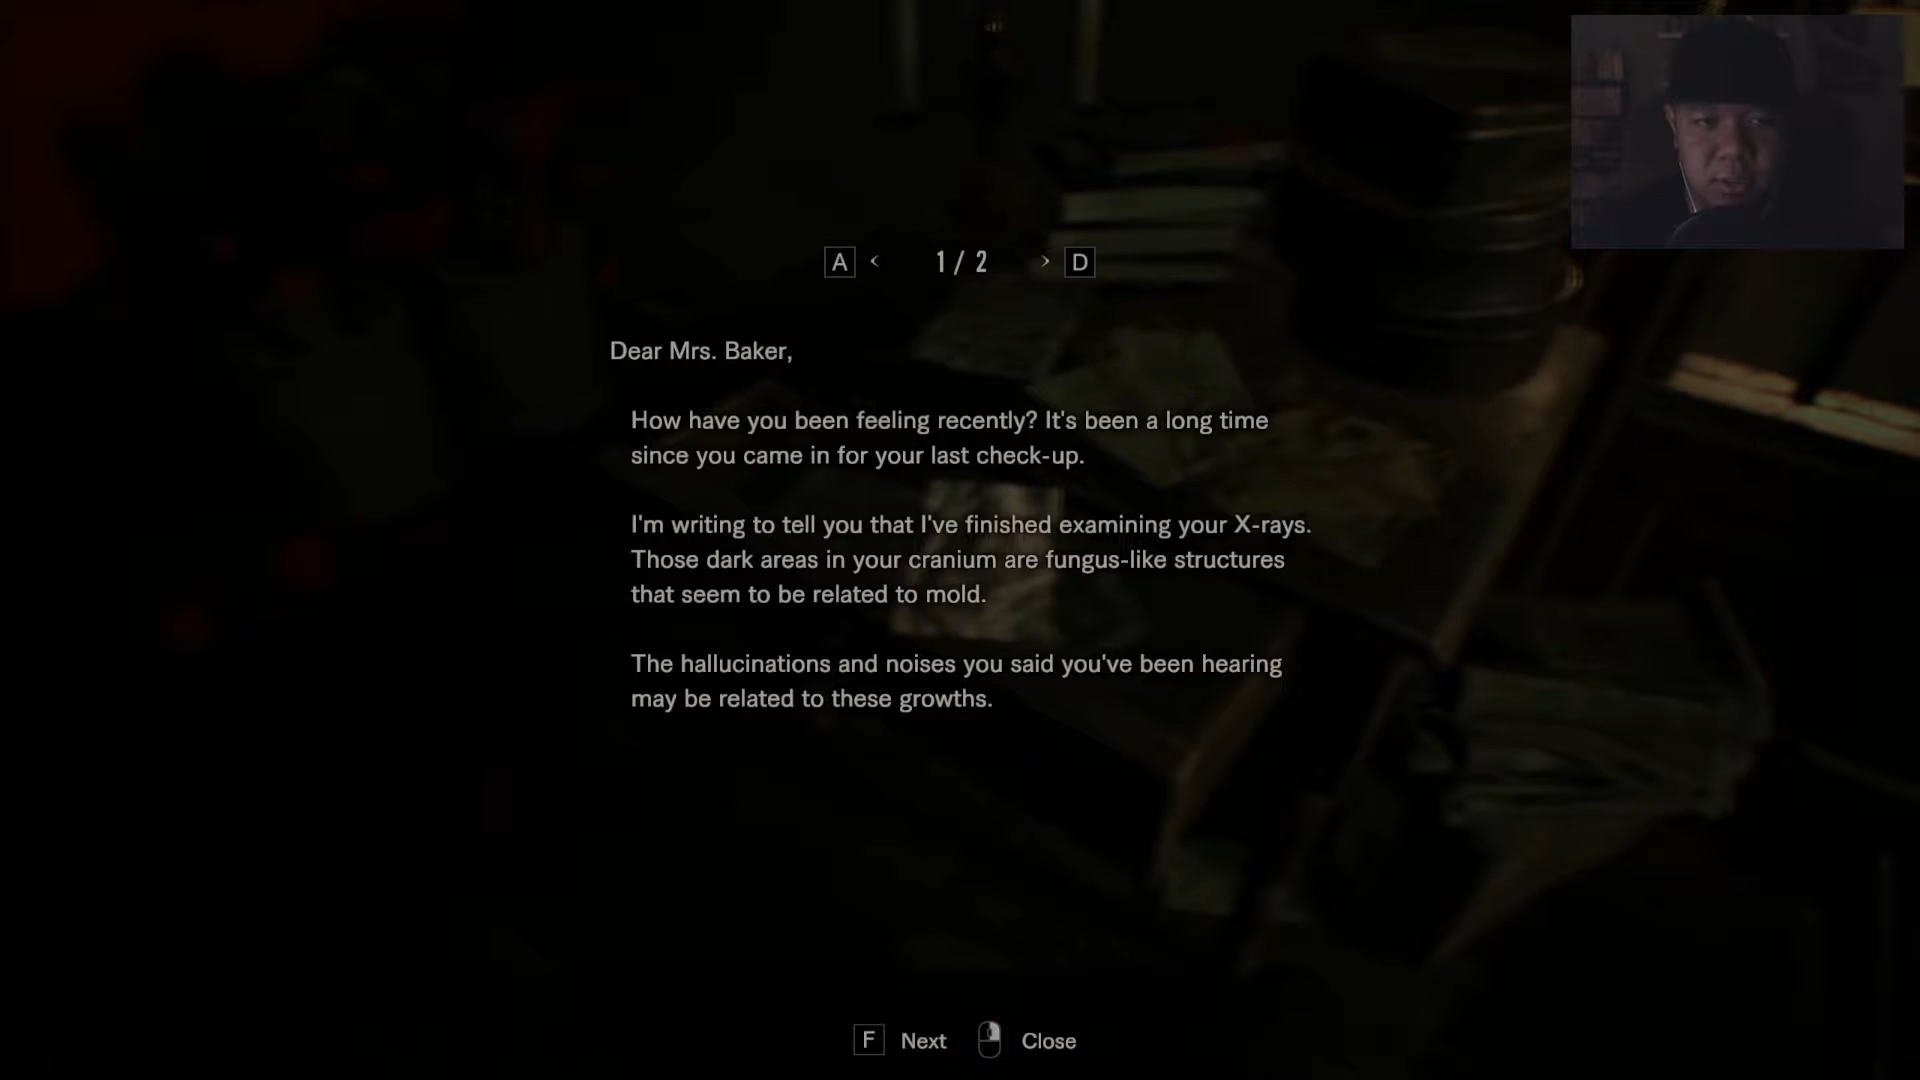 A < 1 / 2 > D
Dear Mrs. Baker,
How have you been feeling recently? It's been a long time
since you came in for your last check-up.
I'm writing to tell you that I've finished examining your X-rays.
Those dark areas in your cranium are fungus-like structures
that seem to be related to mold.
The hallucinations and noises you said you've been hearing
may be related to these growths.
F Next Close